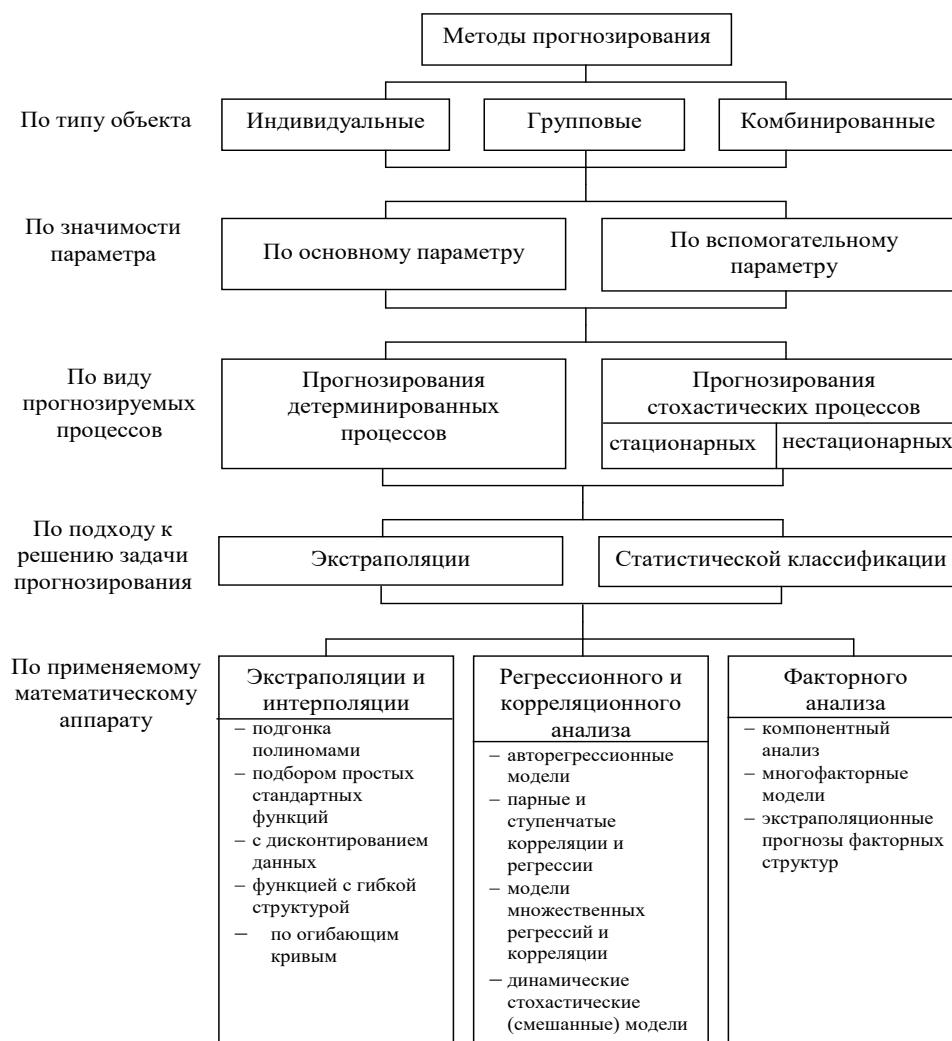 Методы прогнозирования
По типу объекта
Индивидуальные
Групповые
Комбинированные
По значимости
параметра
По основному параметру
По вспомогательному
параметру
По виду
прогнозируемых
процессов
Прогнозирования
детерминированных
процессов
Прогнозирования
стохастических процессов
стационарных
нестационарных
По подходу к
решению задачи
прогнозирования
Экстраполяции
Статистической классификации
По применяемому
математическому
аппарату
Экстраполяции и
интерполяции
– подгонка
полиномами
– подбором простых
стандартных
функций
– с дисконтированием
данных
– функцией с гибкой
структурой
– по огибающим
кривым
Регрессионного и
корреляционного
анализа
– авторегрессионные
модели
– парные и
ступенчатые
корреляции и
регрессии
– модели
множественных
регрессий и
корреляции
– динамические
стохастические
(смешанные) модели
Факторного
анализа
– компонентный
анализ
– многофакторные
модели
– экстраполяционные
прогнозы факторных
структур